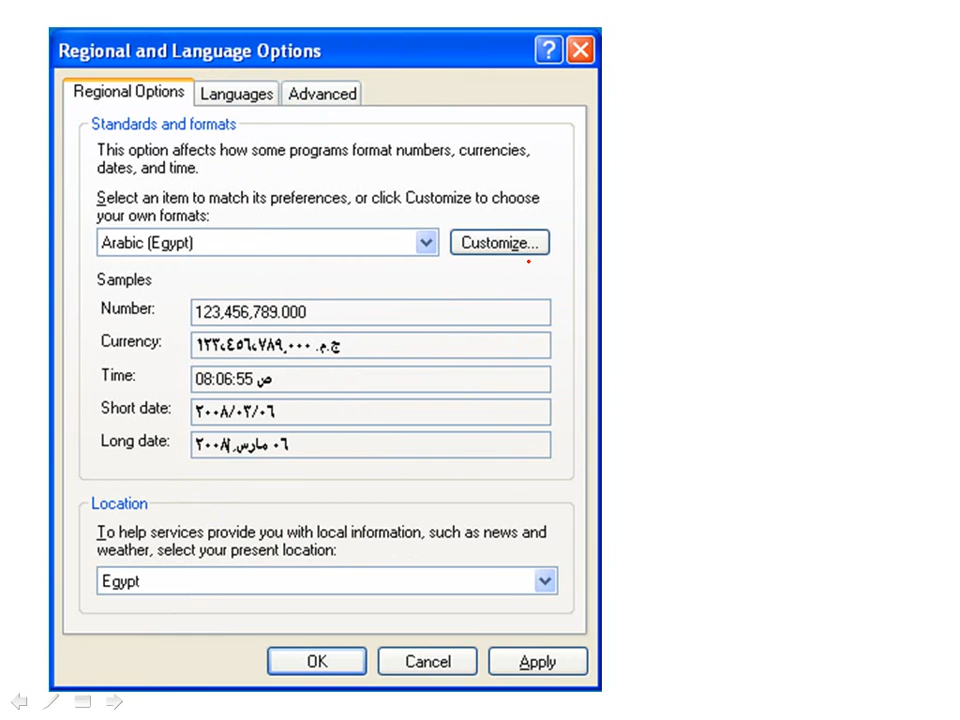 Regional and Language Options
Regional Options Languages Advanced
Standards and formats
This option affects how some programs format numbers, currencies,
dates, and time.
Select an item to match its preferences, or click Customize to choose
your own formats:
Arabic (Egypt) Customize...
Samples
Number: 123,456,789.000
Currency: ج.م. ١٢٣،٤٥٦،٧٨٩,٠٠٠
Time: 08:06:55 ص
Short date: ٢٠٠٨/٠٣/٠٦
Long date: ٠٦ مارس, ٢٠٠٨
Location
To help services provide you with local information, such as news and
weather, select your present location:
Egypt
OK Cancel Apply